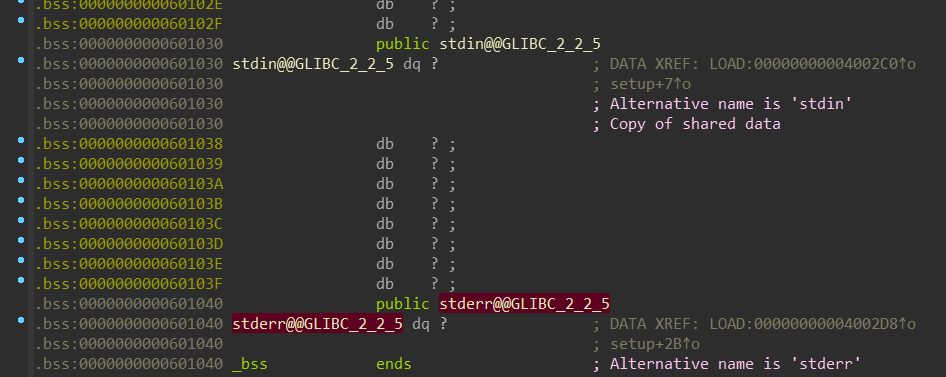 .bss:000000000060102E db ? ;
.bss:000000000060102F db ? ;
.bss:0000000000601030 public stdin@@GLIBC_2_2_5
.bss:0000000000601030 stdin@@GLIBC_2_2_5 dq ? ; DATA XREF: LOAD:00000000004002C0↑o
.bss:0000000000601030 ; setup+7↑o
.bss:0000000000601030 ; Alternative name is 'stdin'
.bss:0000000000601030 ; Copy of shared data
.bss:0000000000601038 db ? ;
.bss:0000000000601039 db ? ;
.bss:000000000060103A db ? ;
.bss:000000000060103B db ? ;
.bss:000000000060103C db ? ;
.bss:000000000060103D db ? ;
.bss:000000000060103E db ? ;
.bss:000000000060103F db ? ;
.bss:0000000000601040 public stderr@@GLIBC_2_2_5
.bss:0000000000601040 stderr@@GLIBC_2_2_5 dq ? ; DATA XREF: LOAD:00000000004002D8↑o
.bss:0000000000601040 ; setup+2B↑o
.bss:0000000000601040 _bss ends ; Alternative name is 'stderr'